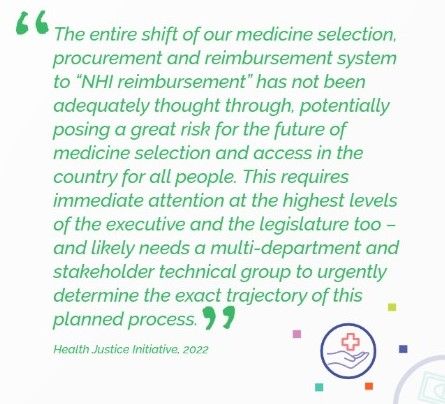 “The entire shift of our medicine selection,
procurement and reimbursement system
to “NHI reimbursement” has not been
adequately thought through, potentially
posing a great risk for the future of
medicine selection and access in the
country for all people. This requires
immediate attention at the highest levels
of the executive and the legislature too –
and likely needs a multi-department and
stakeholder technical group to urgently
determine the exact trajectory of this
planned process.”
Health Justice Initiative, 2022